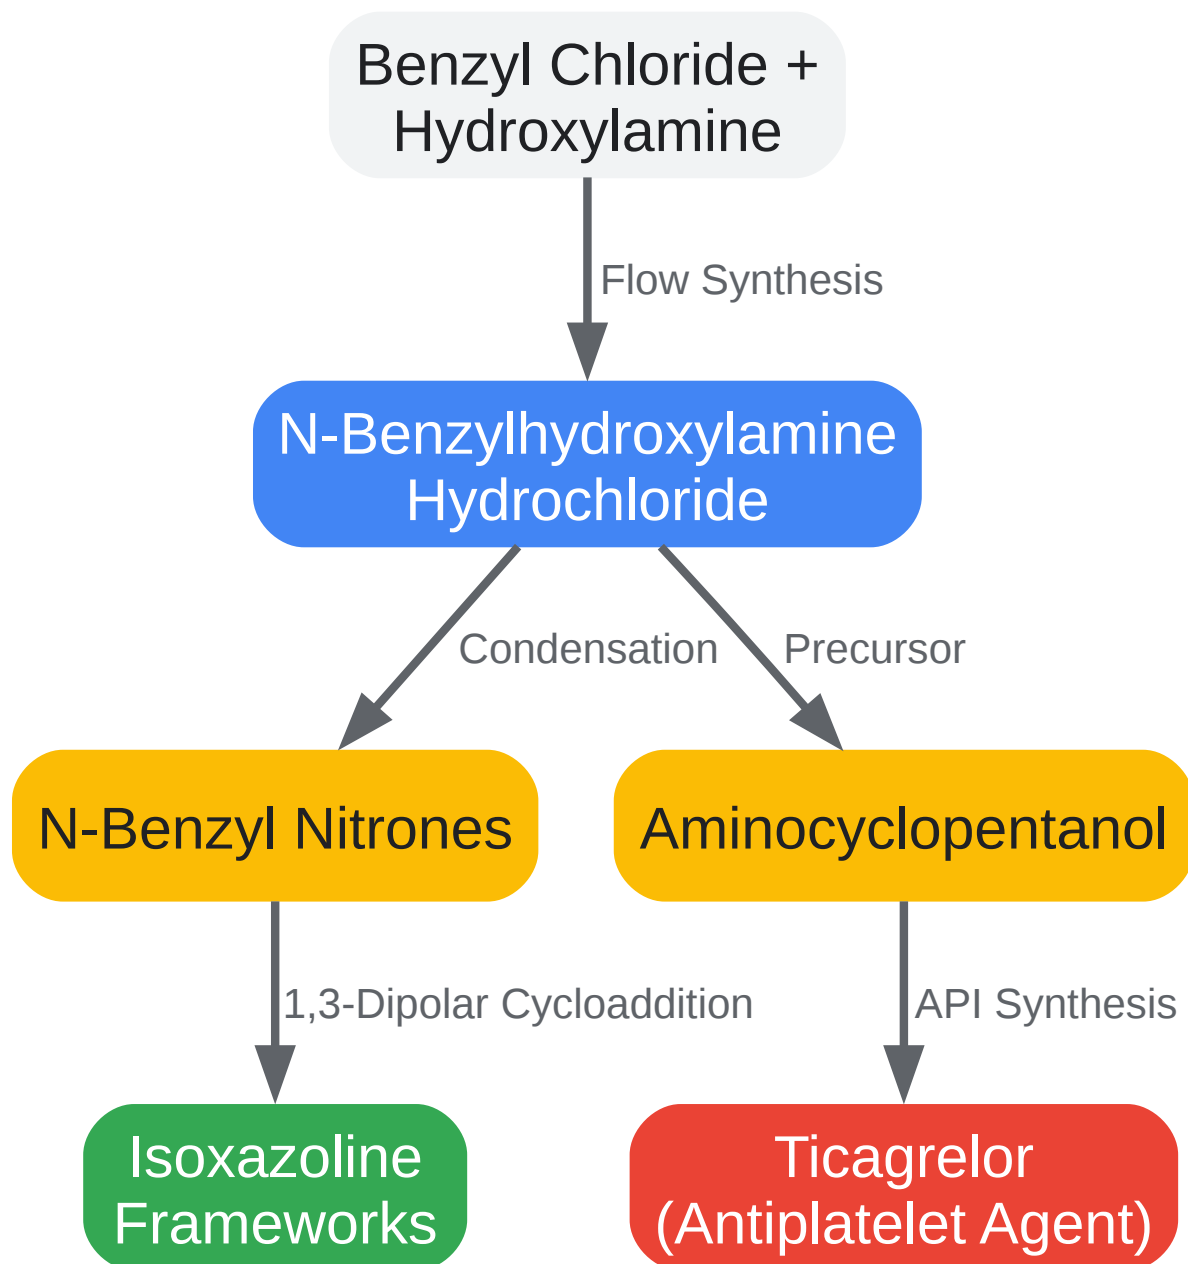 Benzyl Chloride +
Hydroxylamine
Flow Synthesis
N-Benzylhydroxylamine
Hydrochloride
Condensation
Precursor
N-Benzyl Nitrones
Aminocyclopentanol
1,3-Dipolar Cycloaddition
API Synthesis
Isoxazoline
Frameworks
Ticagrelor
(Antiplatelet Agent)